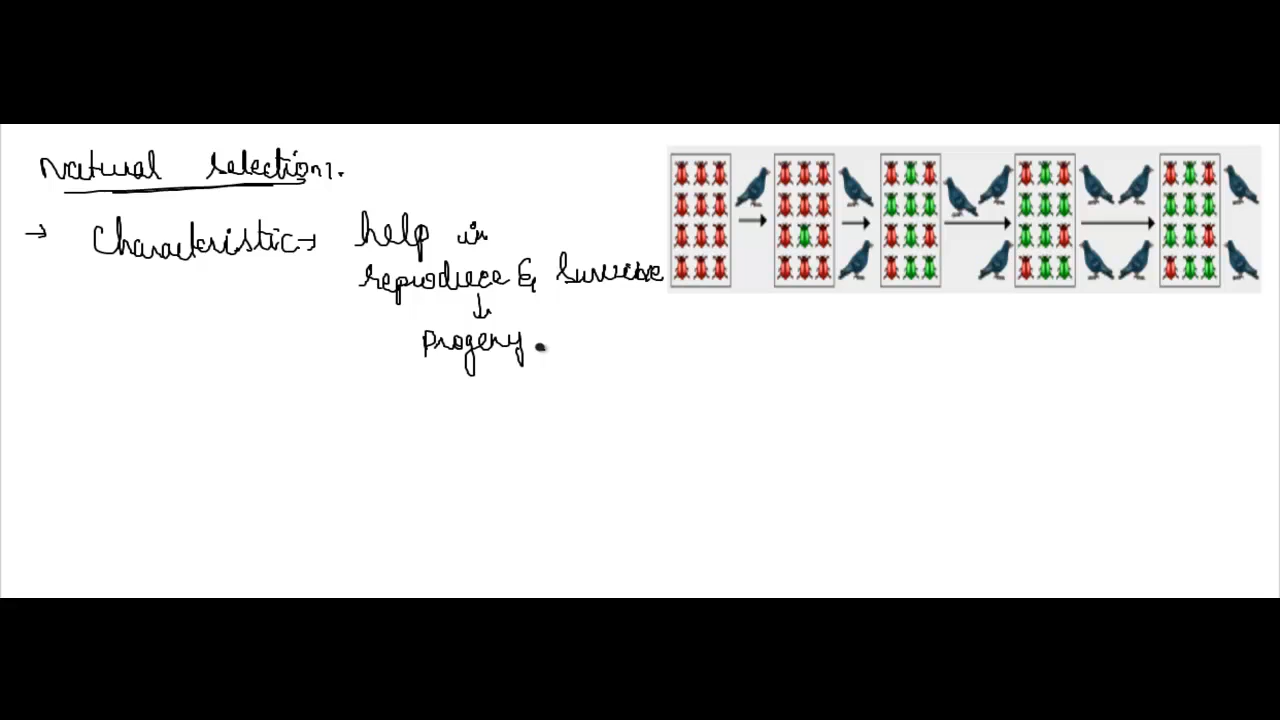 Natural selection:.
→ Characteristic → help in
reproduce & survive
↓
Progeny